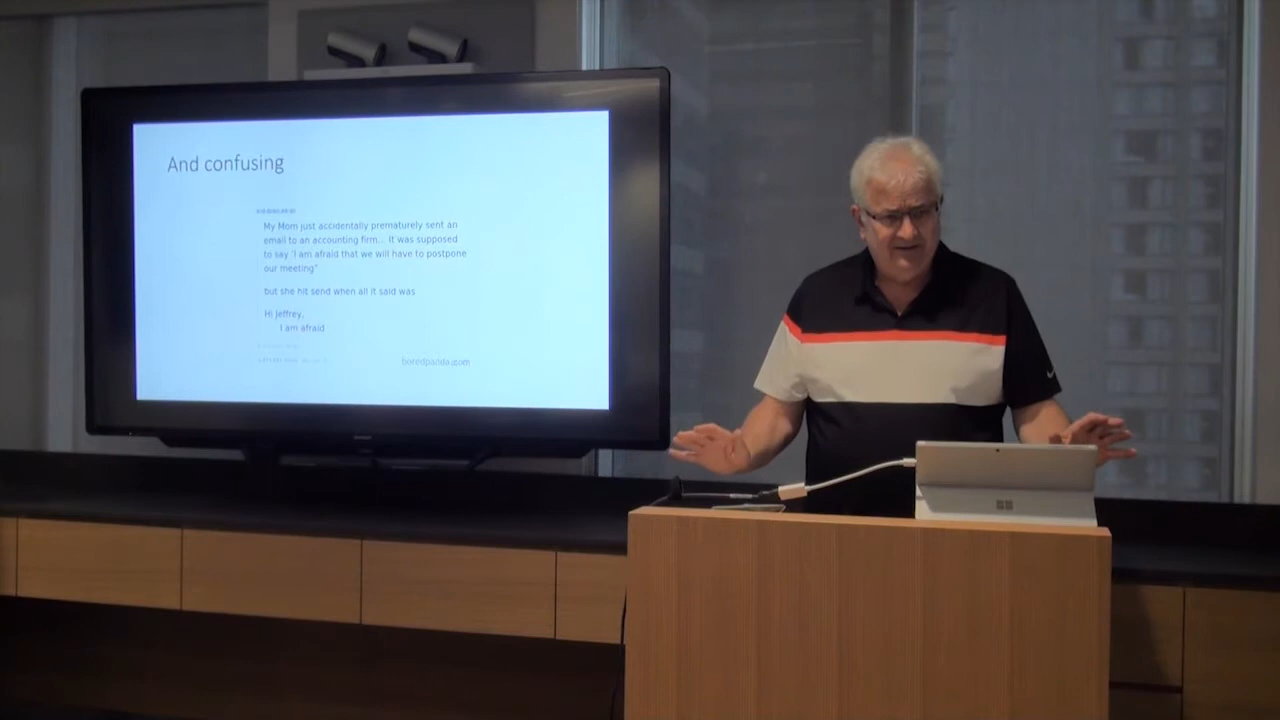 And confusing
My Mom just accidentally prematurely sent an
email to an accounting firm... It was supposed
to say 'I am afraid that we will have to postpone
our meeting"
but she hit send when all it said was
Hi Jeffrey,
I am afraid
boredpanda.com